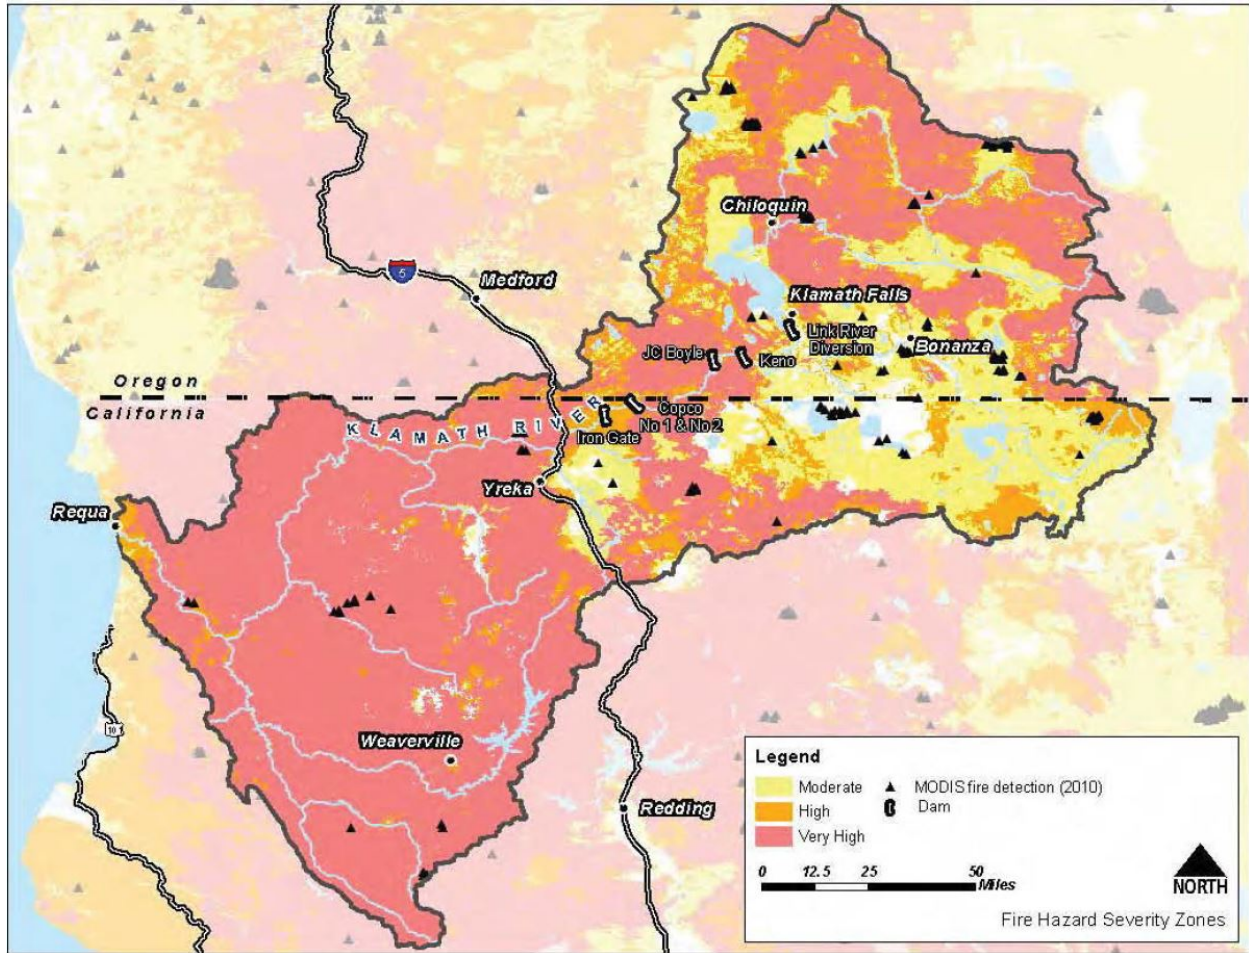 Chiloquin
5
Medford
Klamath Falls
Link River
Diversion
Bonanza
JC Boyle
Keno
Oregon
California
KLAMATH RIVER
Copco
No 1 & No 2
Iron Gate
Yreka
Requa
Weaverville
Redding
Legend
Moderate
High
Very High
MODIS fire detection (2010)
Dam
0 12.5 25 50
Miles
NORTH
Fire Hazard Severity Zones